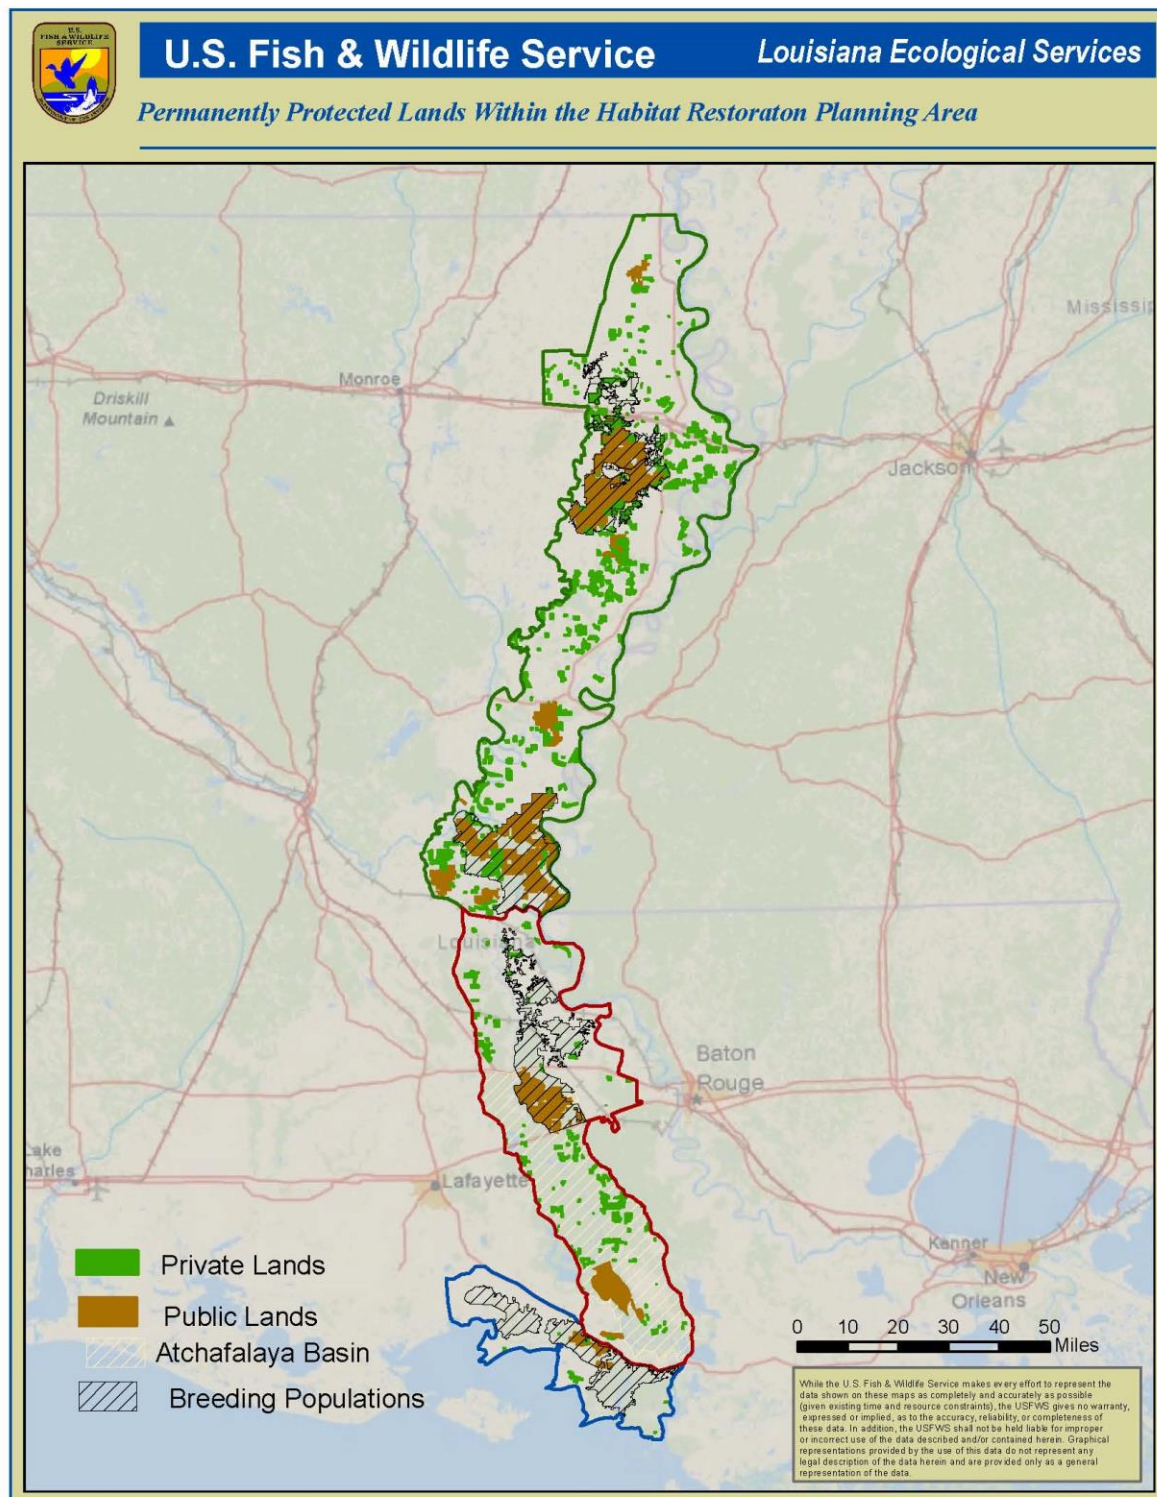 U.S.
FISH & WILDLIFE
SERVICE
U.S. Fish & Wildlife Service
Louisiana Ecological Services
Permanently Protected Lands Within the Habitat Restoraton Planning Area
Mississip
Monroe
Driskill
Mountain
Jackson
Louisiana
Baton
Rouge
Lake
harles
Lafayette
Kenner
New
Orleans
Private Lands
Public Lands
Atchafalaya Basin
Breeding Populations
0 10 20 30 40 50
Miles
While the U.S. Fish & Wildlife Service makes every effort to represent the
data shown on these maps as completely and accurately as possible
(given existing time and resource constraints), the USFWS gives no warranty,
expressed or implied, as to the accuracy, reliability, or completeness of
these data. In addition, the USFWS shall not be held liable for improper
or incorrect use of the data described and/or contained herein. Graphical
representations provided by the use of this data do not represent any
legal description of the data herein and are provided only as a general
representation of the data.